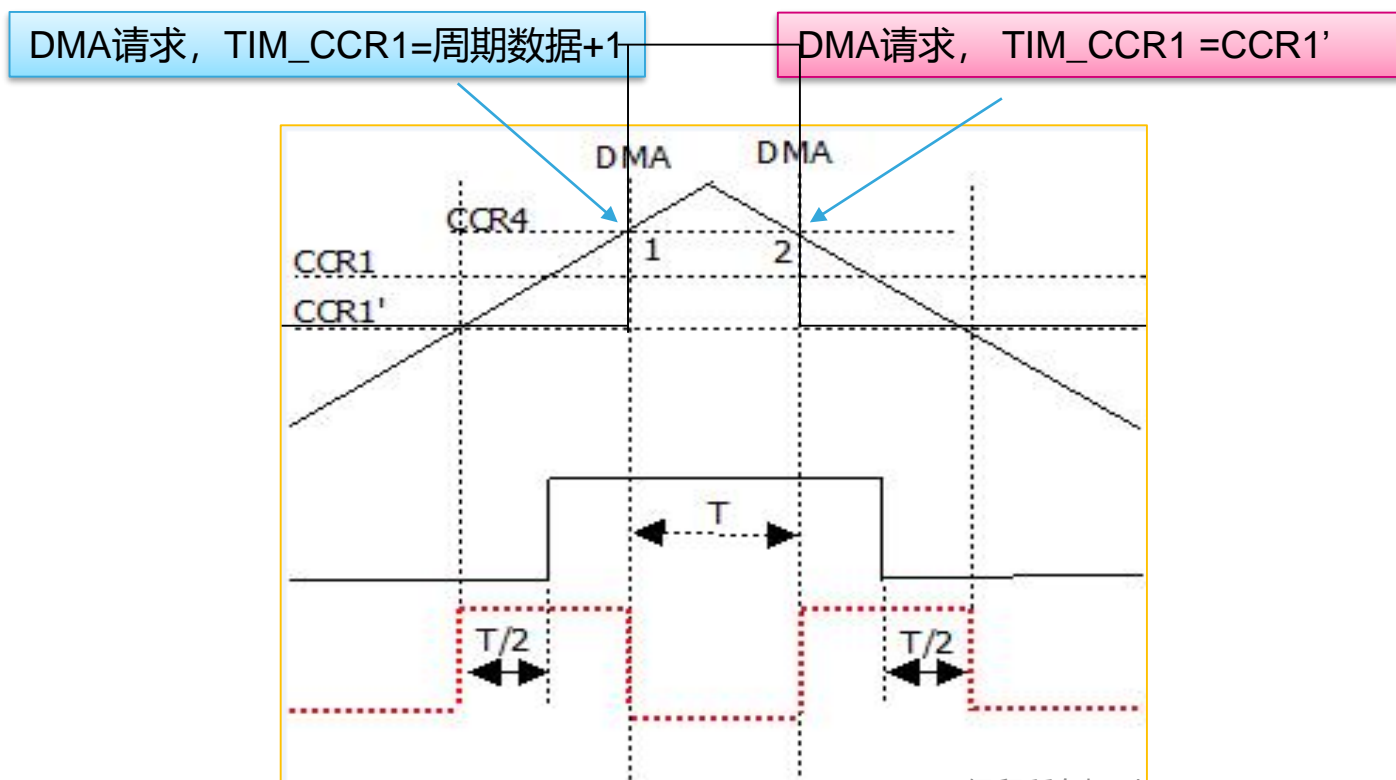 DMA请求，TIM_CCR1=周期数据+1
DMA请求， TIM_CCR1 =CCR1’
DMA DMA
CCR4
1 2
CCR1
CCR1'
T
T/2 T/2